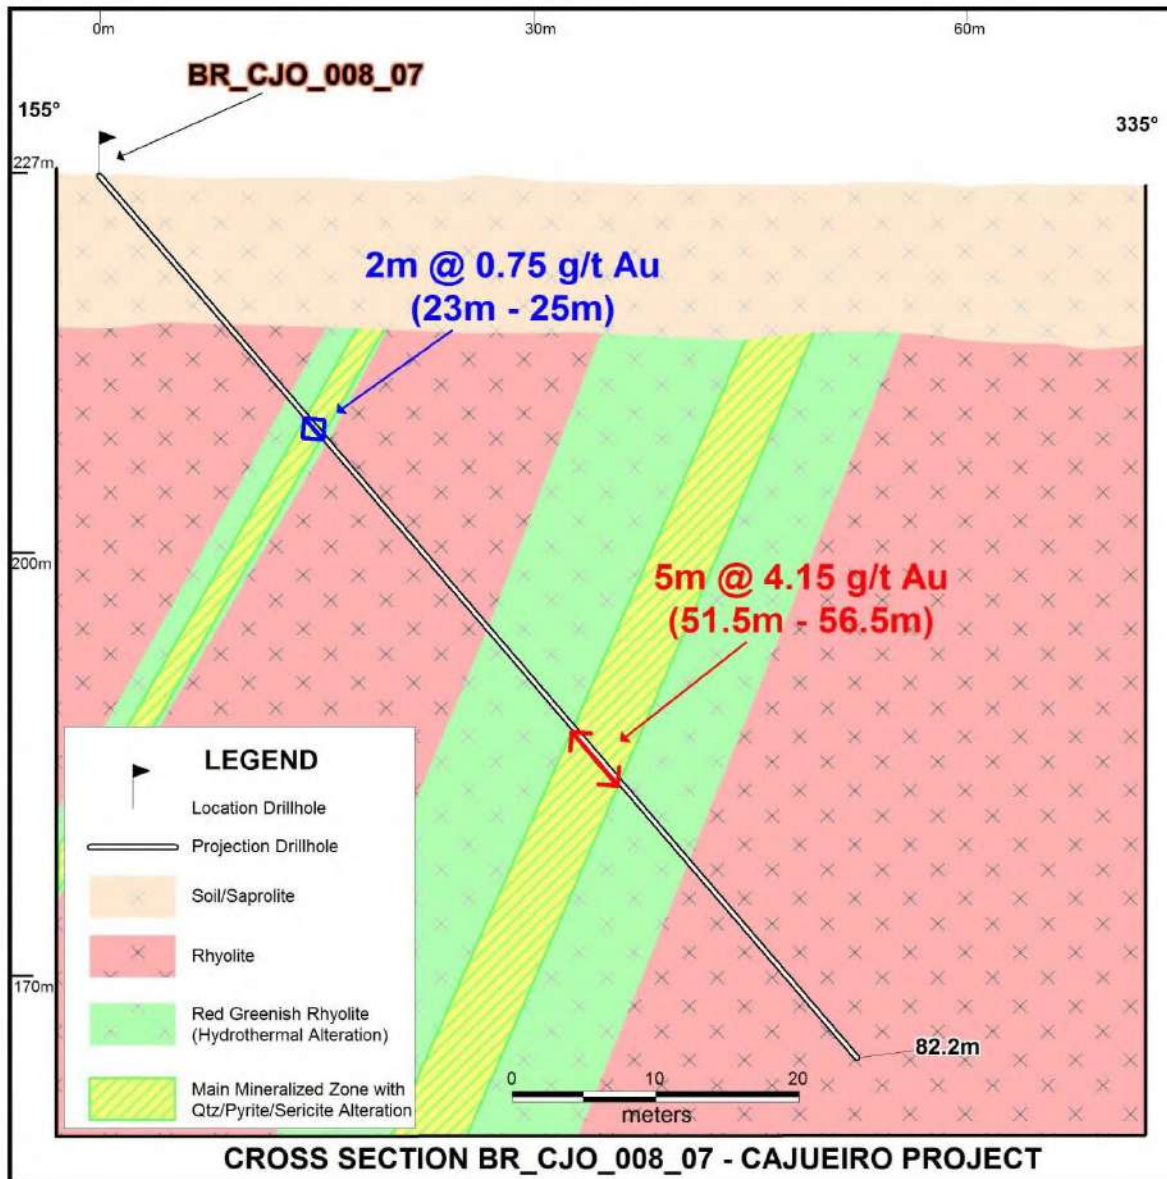 0m 30m 60m
BR_CJO_008_07
155°
335°
227m
2m @ 0.75 g/t Au
(23m - 25m)
200m
5m @ 4.15 g/t Au
(51.5m - 56.5m)
LEGEND
Location Drillhole
Projection Drillhole
Soil/Saprolite
Rhyolite
Red Greenish Rhyolite
(Hydrothermal Alteration)
Main Mineralized Zone with
Qtz/Pyrite/Sericite Alteration
170m
82.2m
0 10 20
meters
CROSS SECTION BR_CJO_008_07 - CAJUEIRO PROJECT